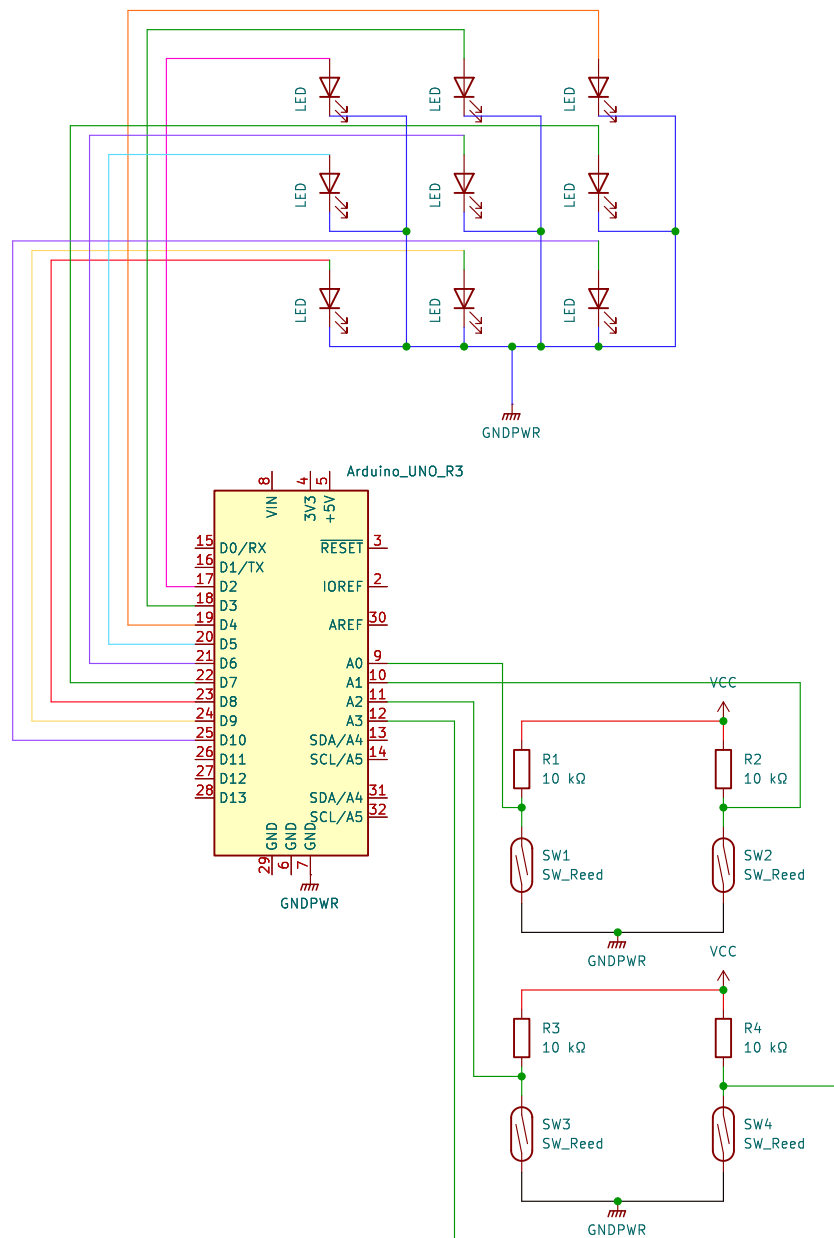 LED
LED
LED
LED
LED
LED
LED
LED
LED
GNDPWR
Arduino_UNO_R3
8
4
5
VIN
3V3
+5V
15 D0/RX RESET 3
16 D1/TX
17 D2 IOREF 2
18 D3
19 D4 AREF 30
20 D5
21 D6 A0 9
22 D7 A1 10
23 D8 A2 11
24 D9 A3 12
25 D10 SDA/A4 13
26 D11 SCL/A5 14
27 D12
28 D13 SDA/A4 31
SCL/A5 32
GND
GND
GND
29
6
7
GNDPWR
VCC
R1
10 kΩ
R2
10 kΩ
SW1
SW_Reed
SW2
SW_Reed
GNDPWR
VCC
R3
10 kΩ
R4
10 kΩ
SW3
SW_Reed
SW4
SW_Reed
GNDPWR